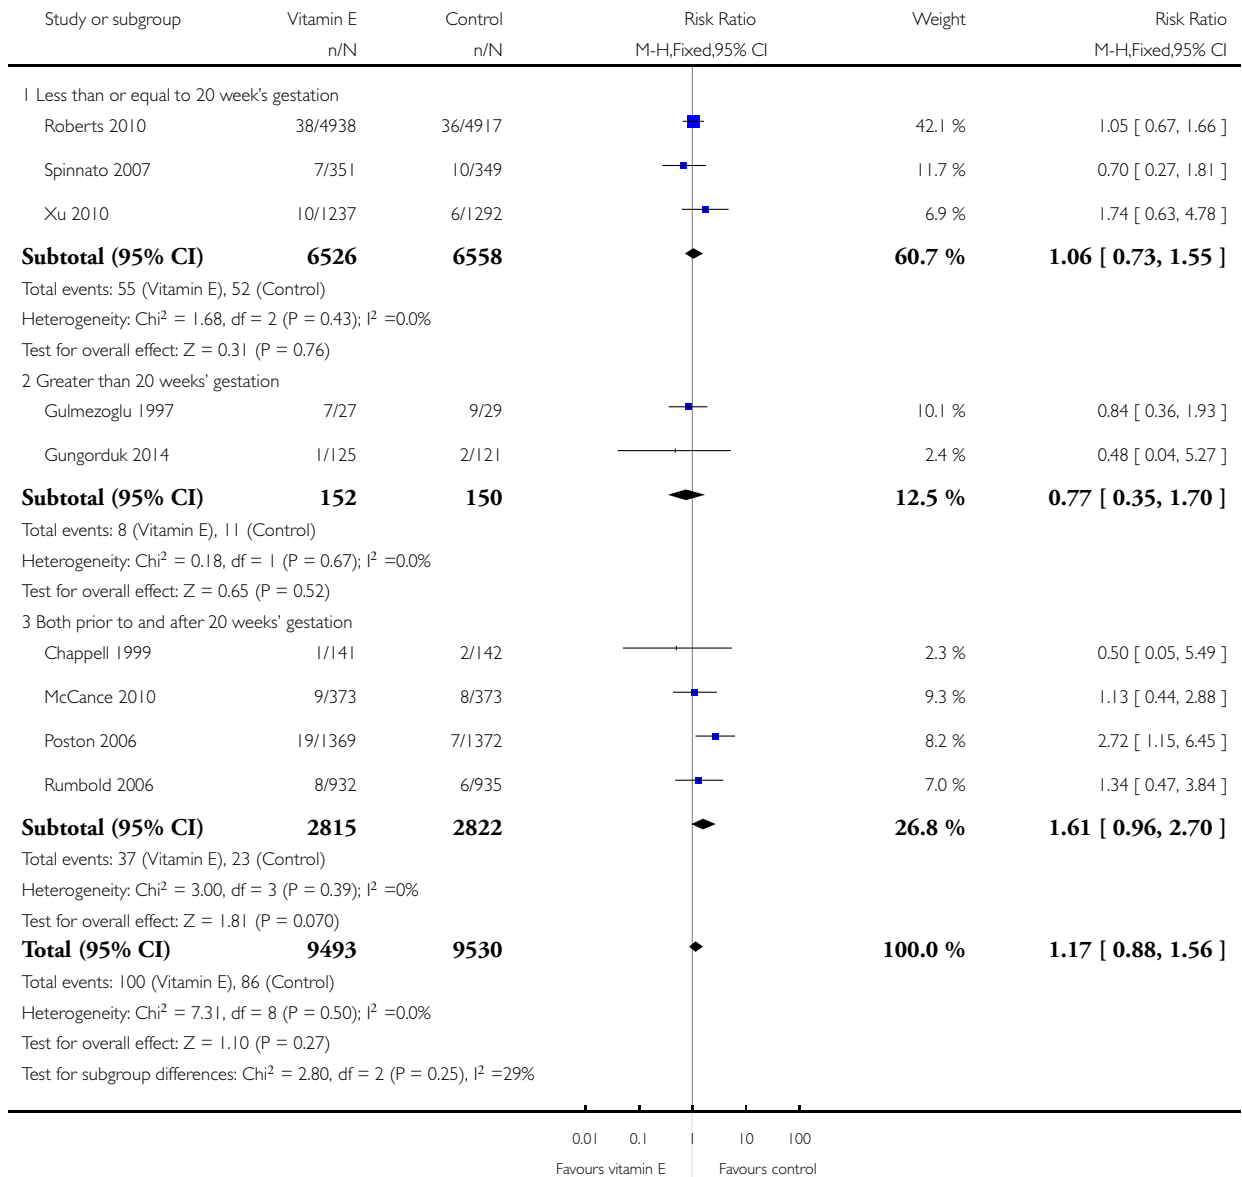 Study or subgroup Vitamin E Control Risk Ratio Weight Risk Ratio
n/N n/N M-H,Fixed,95% CI M-H,Fixed,95% CI
1 Less than or equal to 20 week's gestation
Roberts 2010 38/4938 36/4917 42.1 % 1.05 [ 0.67, 1.66 ]
Spinnato 2007 7/351 10/349 11.7 % 0.70 [ 0.27, 1.81 ]
Xu 2010 10/1237 6/1292 6.9 % 1.74 [ 0.63, 4.78 ]
Subtotal (95% CI) 6526 6558 60.7 % 1.06 [ 0.73, 1.55 ]
Total events: 55 (Vitamin E), 52 (Control)
Heterogeneity: Chi² = 1.68, df = 2 (P = 0.43); I² =0.0%
Test for overall effect: Z = 0.31 (P = 0.76)
2 Greater than 20 weeks' gestation
Gulmezoglu 1997 7/27 9/29 10.1 % 0.84 [ 0.36, 1.93 ]
Gungorduk 2014 1/125 2/121 2.4 % 0.48 [ 0.04, 5.27 ]
Subtotal (95% CI) 152 150 12.5 % 0.77 [ 0.35, 1.70 ]
Total events: 8 (Vitamin E), 11 (Control)
Heterogeneity: Chi² = 0.18, df = 1 (P = 0.67); I² =0.0%
Test for overall effect: Z = 0.65 (P = 0.52)
3 Both prior to and after 20 weeks' gestation
Chappell 1999 1/141 2/142 2.3 % 0.50 [ 0.05, 5.49 ]
McCance 2010 9/373 8/373 9.3 % 1.13 [ 0.44, 2.88 ]
Poston 2006 19/1369 7/1372 8.2 % 2.72 [ 1.15, 6.45 ]
Rumbold 2006 8/932 6/935 7.0 % 1.34 [ 0.47, 3.84 ]
Subtotal (95% CI) 2815 2822 26.8 % 1.61 [ 0.96, 2.70 ]
Total events: 37 (Vitamin E), 23 (Control)
Heterogeneity: Chi² = 3.00, df = 3 (P = 0.39); I² =0%
Test for overall effect: Z = 1.81 (P = 0.070)
Total (95% CI) 9493 9530 100.0 % 1.17 [ 0.88, 1.56 ]
Total events: 100 (Vitamin E), 86 (Control)
Heterogeneity: Chi² = 7.31, df = 8 (P = 0.50); I² =0.0%
Test for overall effect: Z = 1.10 (P = 0.27)
Test for subgroup differences: Chi² = 2.80, df = 2 (P = 0.25), I² =29%
0.01 0.1 1 10 100
Favours vitamin E Favours control